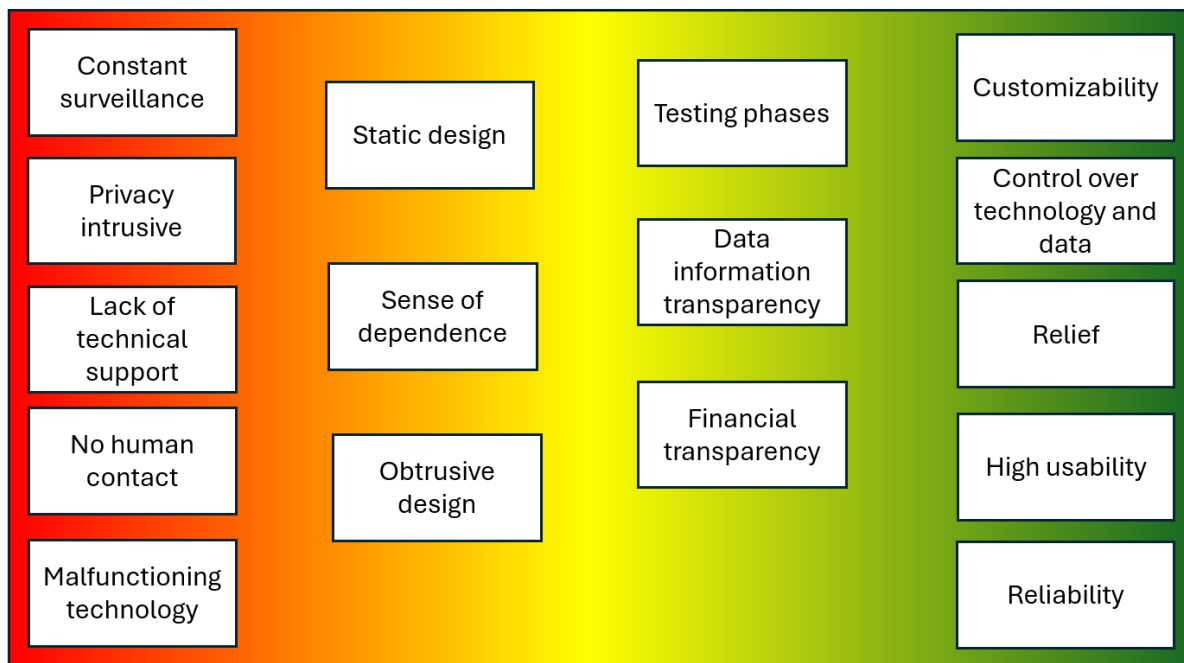 Constant
surveillance
Privacy
intrusive
Lack of
technical
support
No human
contact
Malfunctioning
technology
Static design
Sense of
dependence
Obtrusive
design
Testing phases
Data
information
transparency
Financial
transparency
Customizability
Control over
technology and
data
Relief
High usability
Reliability